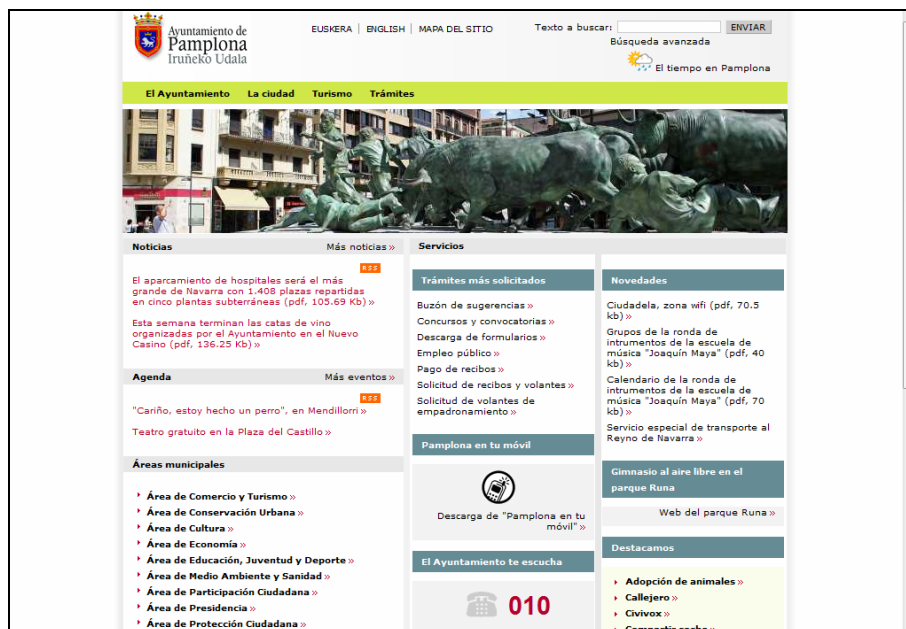 Ayuntamiento de
Pamplona
Iruñeko Udala
EUSKERA | ENGLISH | MAPA DEL SITIO
Texto a buscar:
ENVIAR
Búsqueda avanzada
El tiempo en Pamplona
El Ayuntamiento La ciudad Turismo Trámites
Noticias Más noticias »
RSS
El aparcamiento de hospitales será el más
grande de Navarra con 1.408 plazas repartidas
en cinco plantas subterráneas (pdf, 105.69 Kb) »
Esta semana terminan las catas de vino
organizadas por el Ayuntamiento en el Nuevo
Casino (pdf, 136.25 Kb) »
Agenda Más eventos »
RSS
"Cariño, estoy hecho un perro", en Mendillorri »
Teatro gratuito en la Plaza del Castillo »
Áreas municipales
Área de Comercio y Turismo »
Área de Conservación Urbana »
Área de Cultura »
Área de Economía »
Área de Educación, Juventud y Deporte »
Área de Medio Ambiente y Sanidad »
Área de Participación Ciudadana »
Área de Presidencia »
Área de Protección Ciudadana »
Servicios
Trámites más solicitados
Buzón de sugerencias »
Concursos y convocatorias »
Descarga de formularios »
Empleo público »
Pago de recibos »
Solicitud de recibos y volantes »
Solicitud de volantes de
empadronamiento »
Pamplona en tu móvil
Descarga de "Pamplona en tu
móvil" »
El Ayuntamiento te escucha
010
Novedades
Ciudadela, zona wifi (pdf, 70.5
kb) »
Grupos de la ronda de
intrumentos de la escuela de
música "Joaquín Maya" (pdf, 40
kb) »
Calendario de la ronda de
intrumentos de la escuela de
música "Joaquín Maya" (pdf, 70
kb) »
Servicio especial de transporte al
Reyno de Navarra »
Gimnasio al aire libre en el
parque Runa
Web del parque Runa »
Destacamos
Adopción de animales »
Callejero »
Civivox »
Compartir coche »